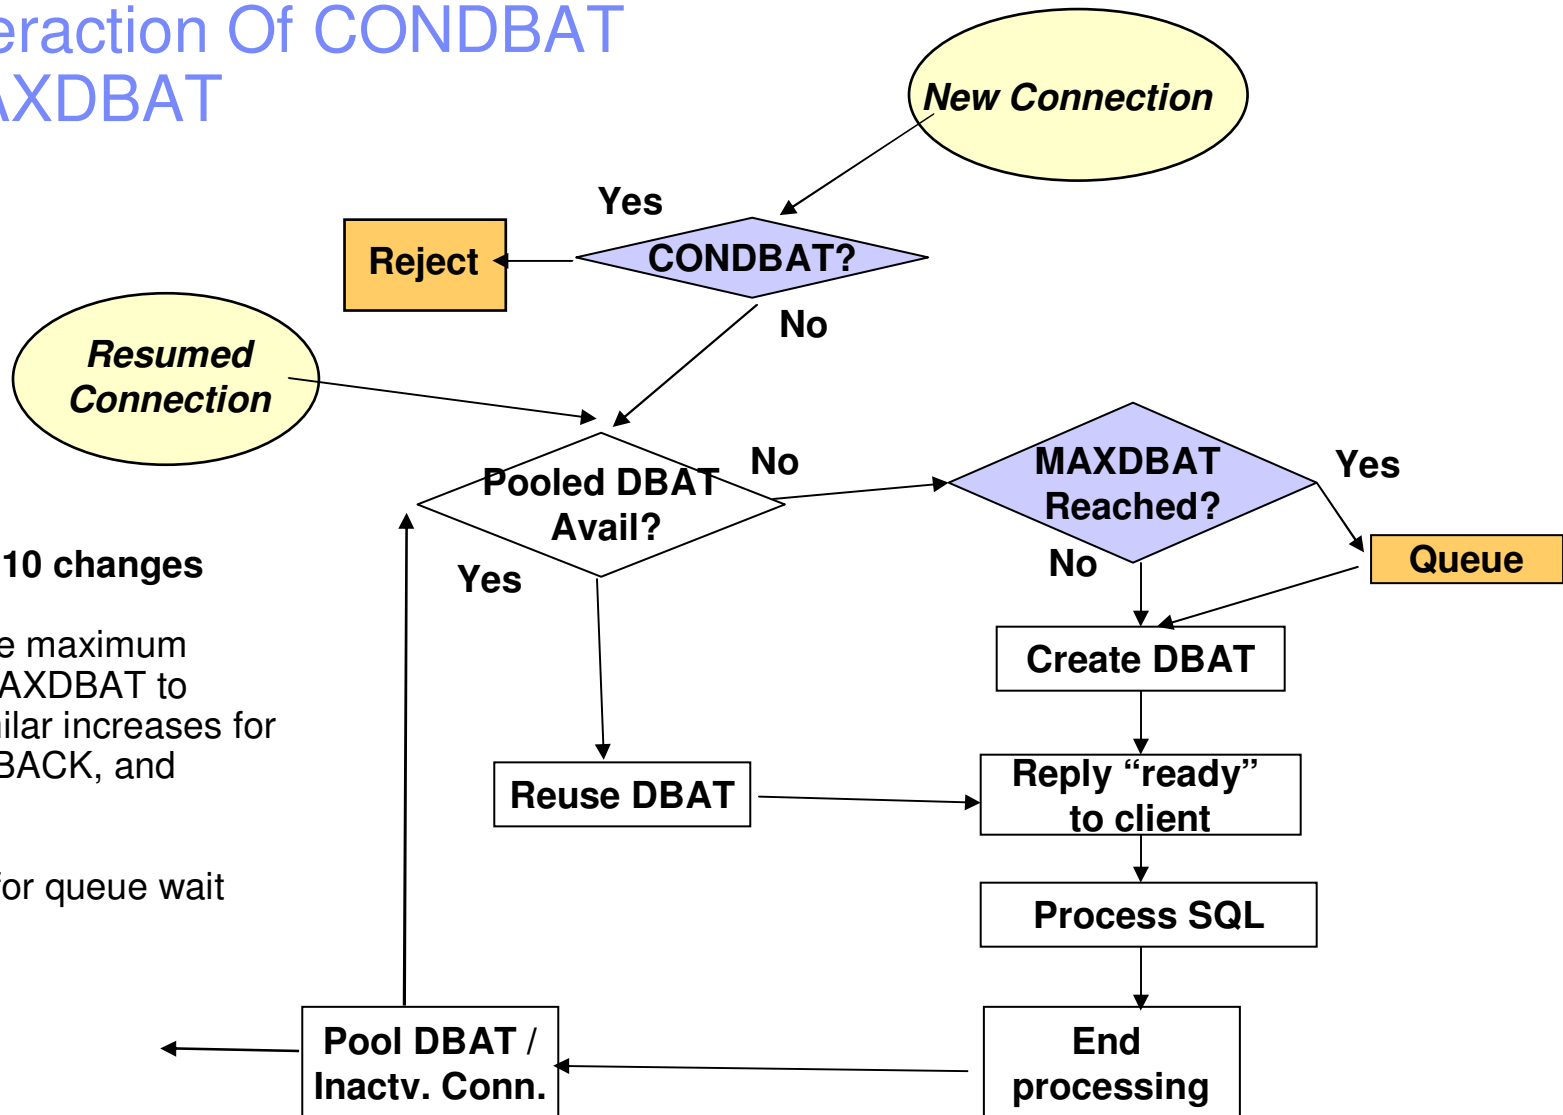 eraction Of CONDBAT
AXDBAT
New Connection
Yes
Reject
CONDBAT?
No
Resumed
Connection
Pooled DBAT
Avail?
No
MAXDBAT
Reached?
Yes
Yes
No
Queue
10 changes
e maximum
AXDBAT to
nilar increases for
BACK, and
for queue wait
Create DBAT
Reuse DBAT
Reply “ready”
to client
Process SQL
Pool DBAT /
Inactv. Conn.
End
processing